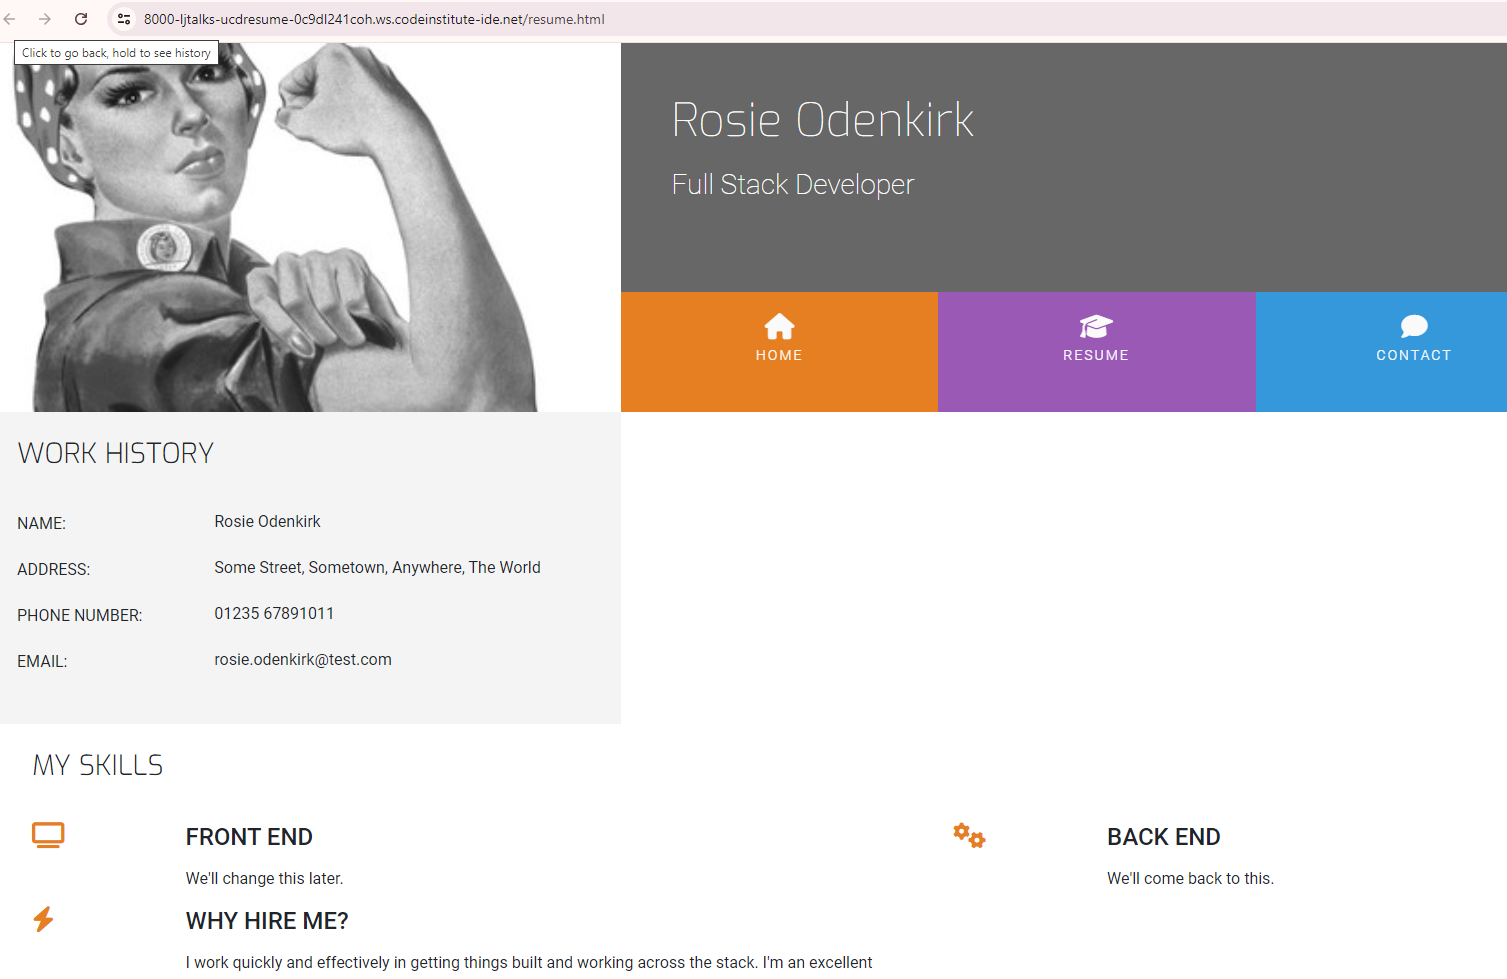 8000-ljtalks-ucdresume-0c9dl241coh.ws.codeinstitute-ide.net/resume.html
Click to go back, hold to see history
Rosie Odenkirk
Full Stack Developer
HOME
RESUME
CONTACT
WORK HISTORY
NAME: Rosie Odenkirk
ADDRESS: Some Street, Sometown, Anywhere, The World
PHONE NUMBER: 01235 67891011
EMAIL: rosie.odenkirk@test.com
MY SKILLS
FRONT END
We'll change this later.
BACK END
We'll come back to this.
WHY HIRE ME?
I work quickly and effectively in getting things built and working across the stack. I'm an excellent